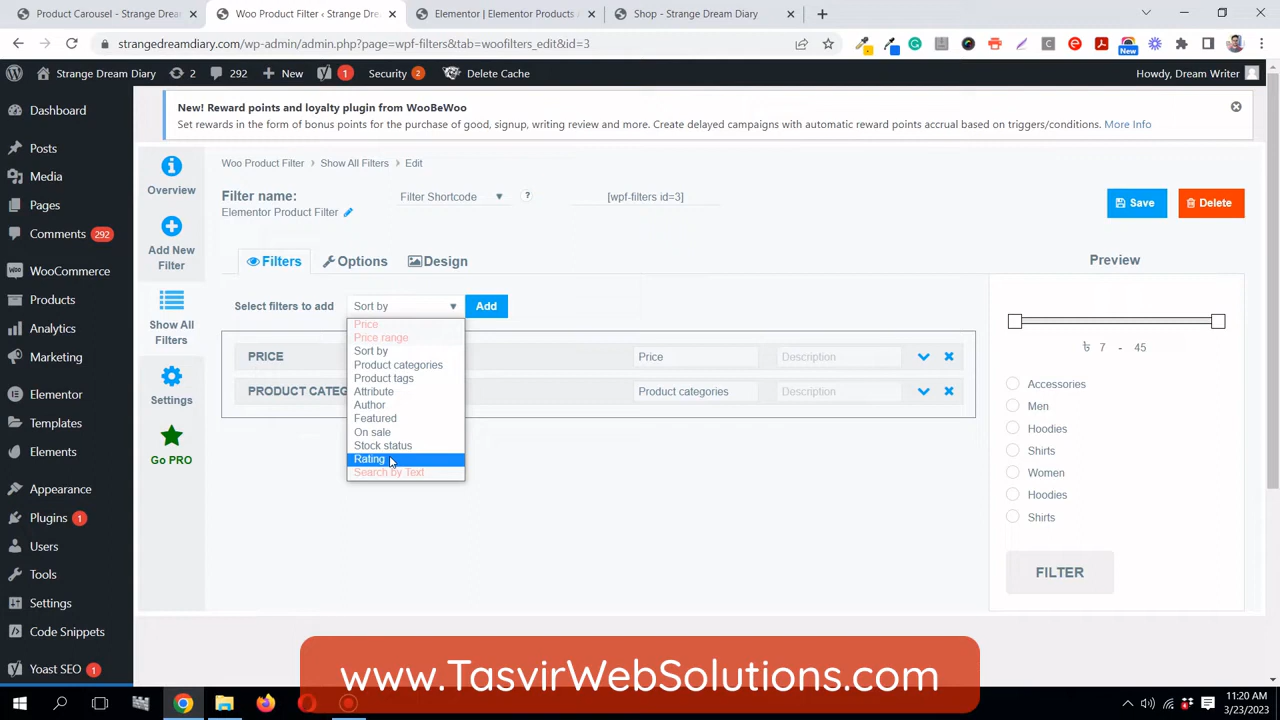 Product Carousel - Strange Dream
Woo Product Filter ‹ Strange Drea
Elementor | Elementor Products A
Shop - Strange Dream Diary
strangedreamdiary.com/wp-admin/admin.php?page=wpf-filters&tab=woofilters_edit&id=3
New
Strange Dream Diary
2
292
New
1
Security 2
Delete Cache
Howdy, Dream Writer
Dashboard
Posts
Media
Pages
Comments 292
WooCommerce
Products
Analytics
Marketing
Elementor
Templates
Elements
Appearance
Plugins 1
Users
Tools
Settings
Code Snippets
Yoast SEO 1
New! Reward points and loyalty plugin from WooBeWoo
Set rewards in the form of bonus points for the purchase of good, signup, writing review and more. Create delayed campaigns with automatic reward points accrual based on triggers/conditions. More Info
Overview
Add New
Filter
Show All
Filters
Settings
Go PRO
Woo Product Filter > Show All Filters > Edit
Filter name:
Elementor Product Filter
Filter Shortcode
?
[wpf-filters id=3]
Save
Delete
Filters
Options
Design
Select filters to add
Sort by
Add
Price
Price range
Sort by
Product categories
Product tags
Attribute
Author
Featured
On sale
Stock status
Rating
Search by Text
PRICE
Price
Description
PRODUCT CATEG
Product categories
Description
Preview
৳ 7 - 45
Accessories
Men
Hoodies
Shirts
Women
Hoodies
Shirts
FILTER
www.TasvirWebSolutions.com
11:20 AM
3/23/2023